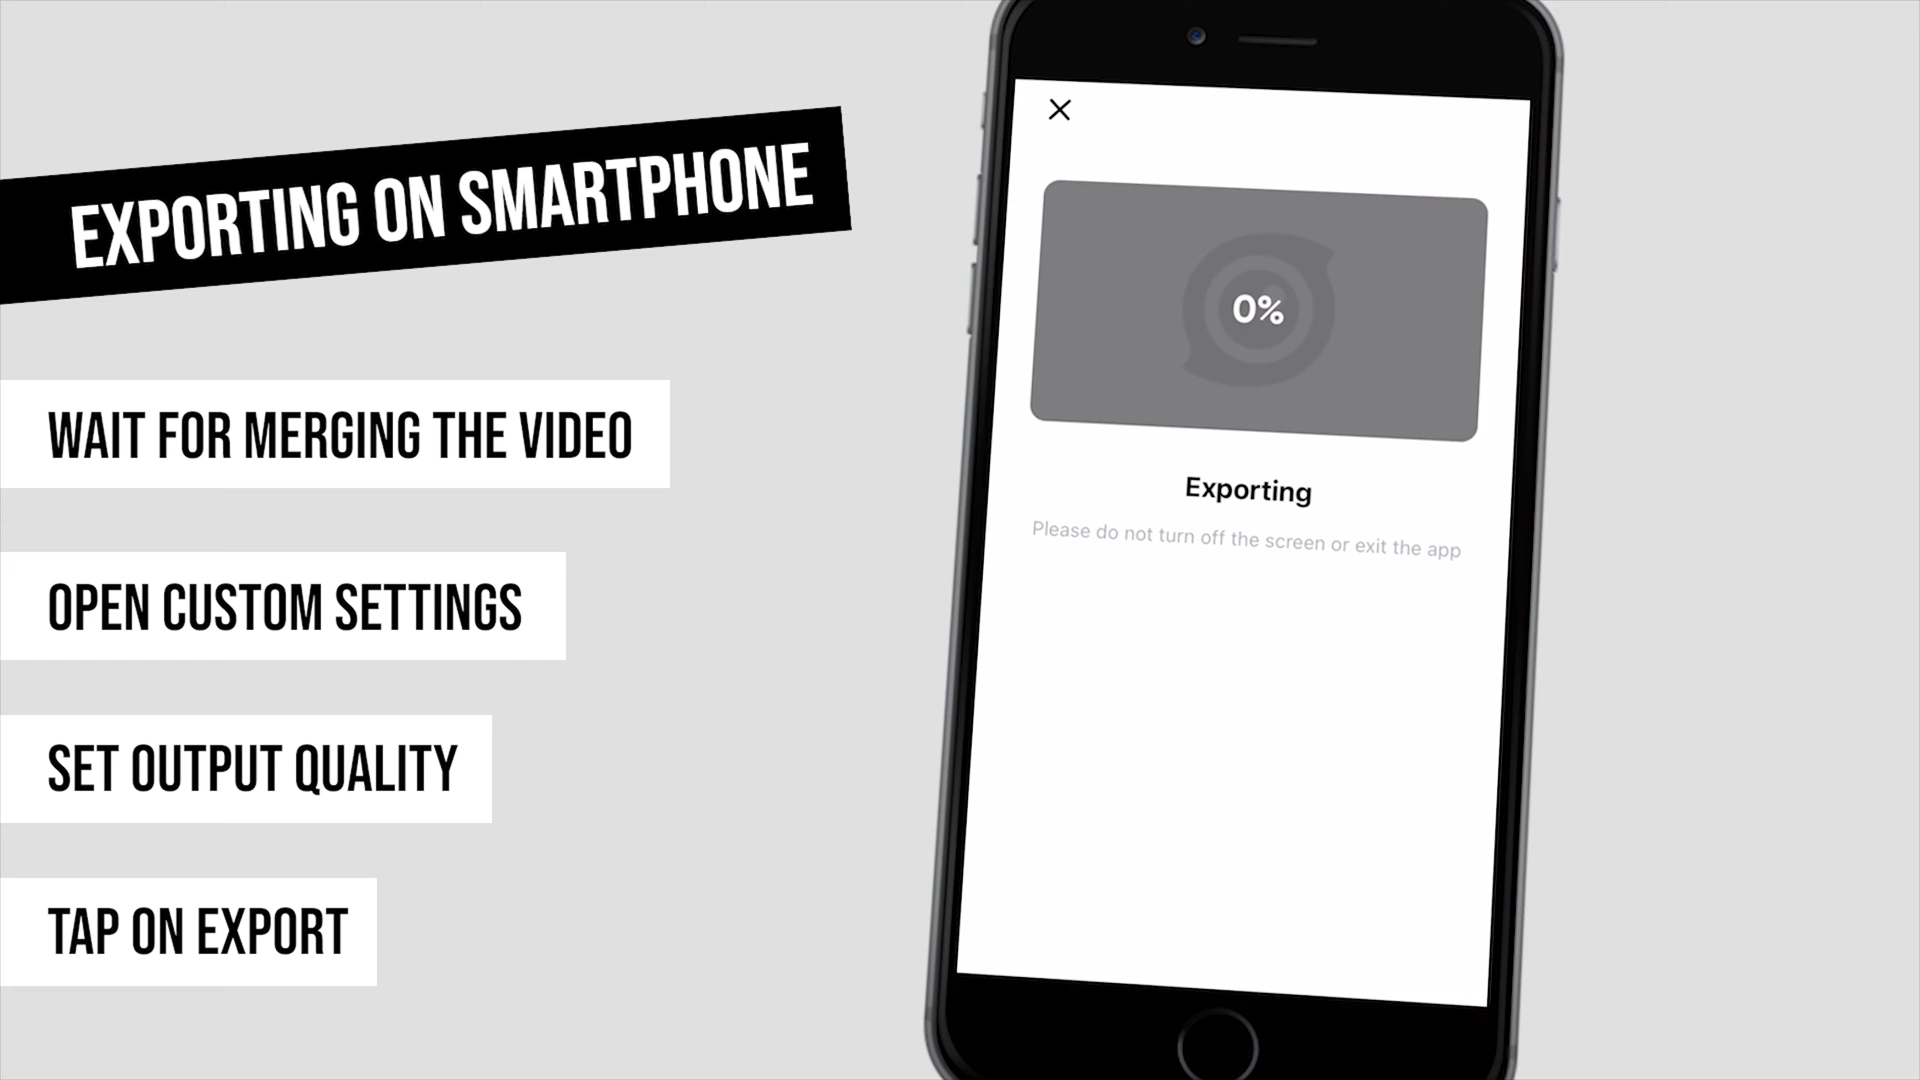 EXPORTING ON SMARTPHONE
WAIT FOR MERGING THE VIDEO
OPEN CUSTOM SETTINGS
SET OUTPUT QUALITY
TAP ON EXPORT
0%
Exporting
Please do not turn off the screen or exit the app